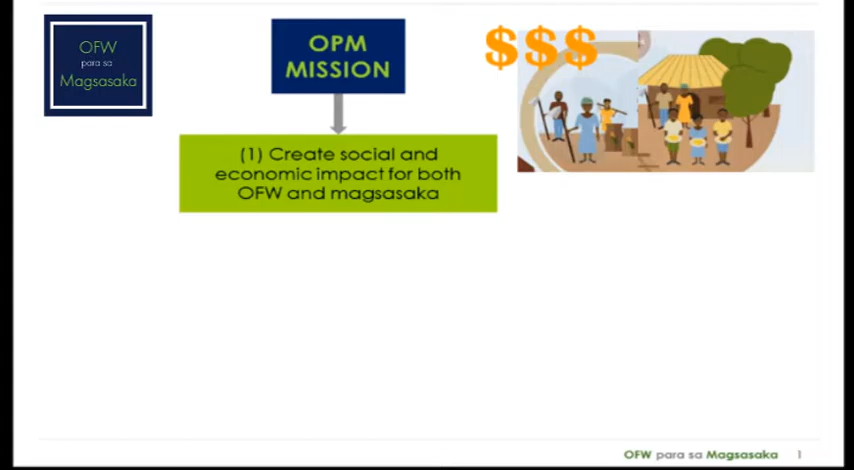 OFW
para sa
Magsasaka
OPM
MISSION
$$$
(1) Create social and
economic impact for both
OFW and magsasaka
OFW para sa Magsasaka 1